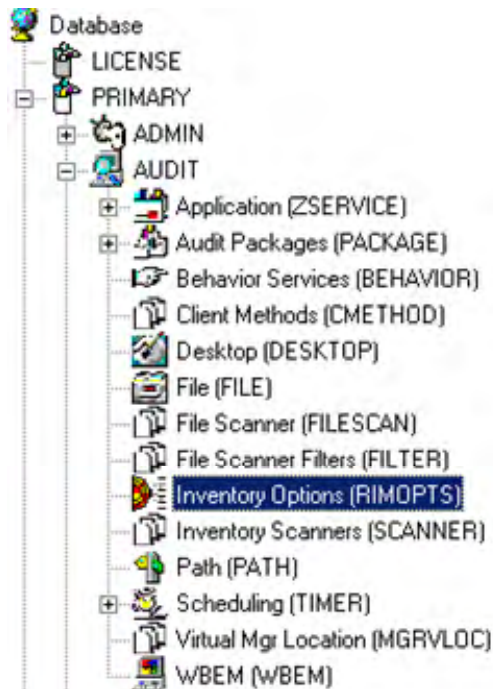 Database
LICENSE
PRIMARY
ADMIN
AUDIT
Application (ZSERVICE)
Audit Packages (PACKAGE)
Behavior Services (BEHAVIOR)
Client Methods (CMETHOD)
Desktop (DESKTOP)
File (FILE)
File Scanner (FILESCAN)
File Scanner Filters (FILTER)
Inventory Options (RIMOPTS)
Inventory Scanners (SCANNER)
Path (PATH)
Scheduling (TIMER)
Virtual Mgr Location (MGRVLOC)
WBEM (WBEM)